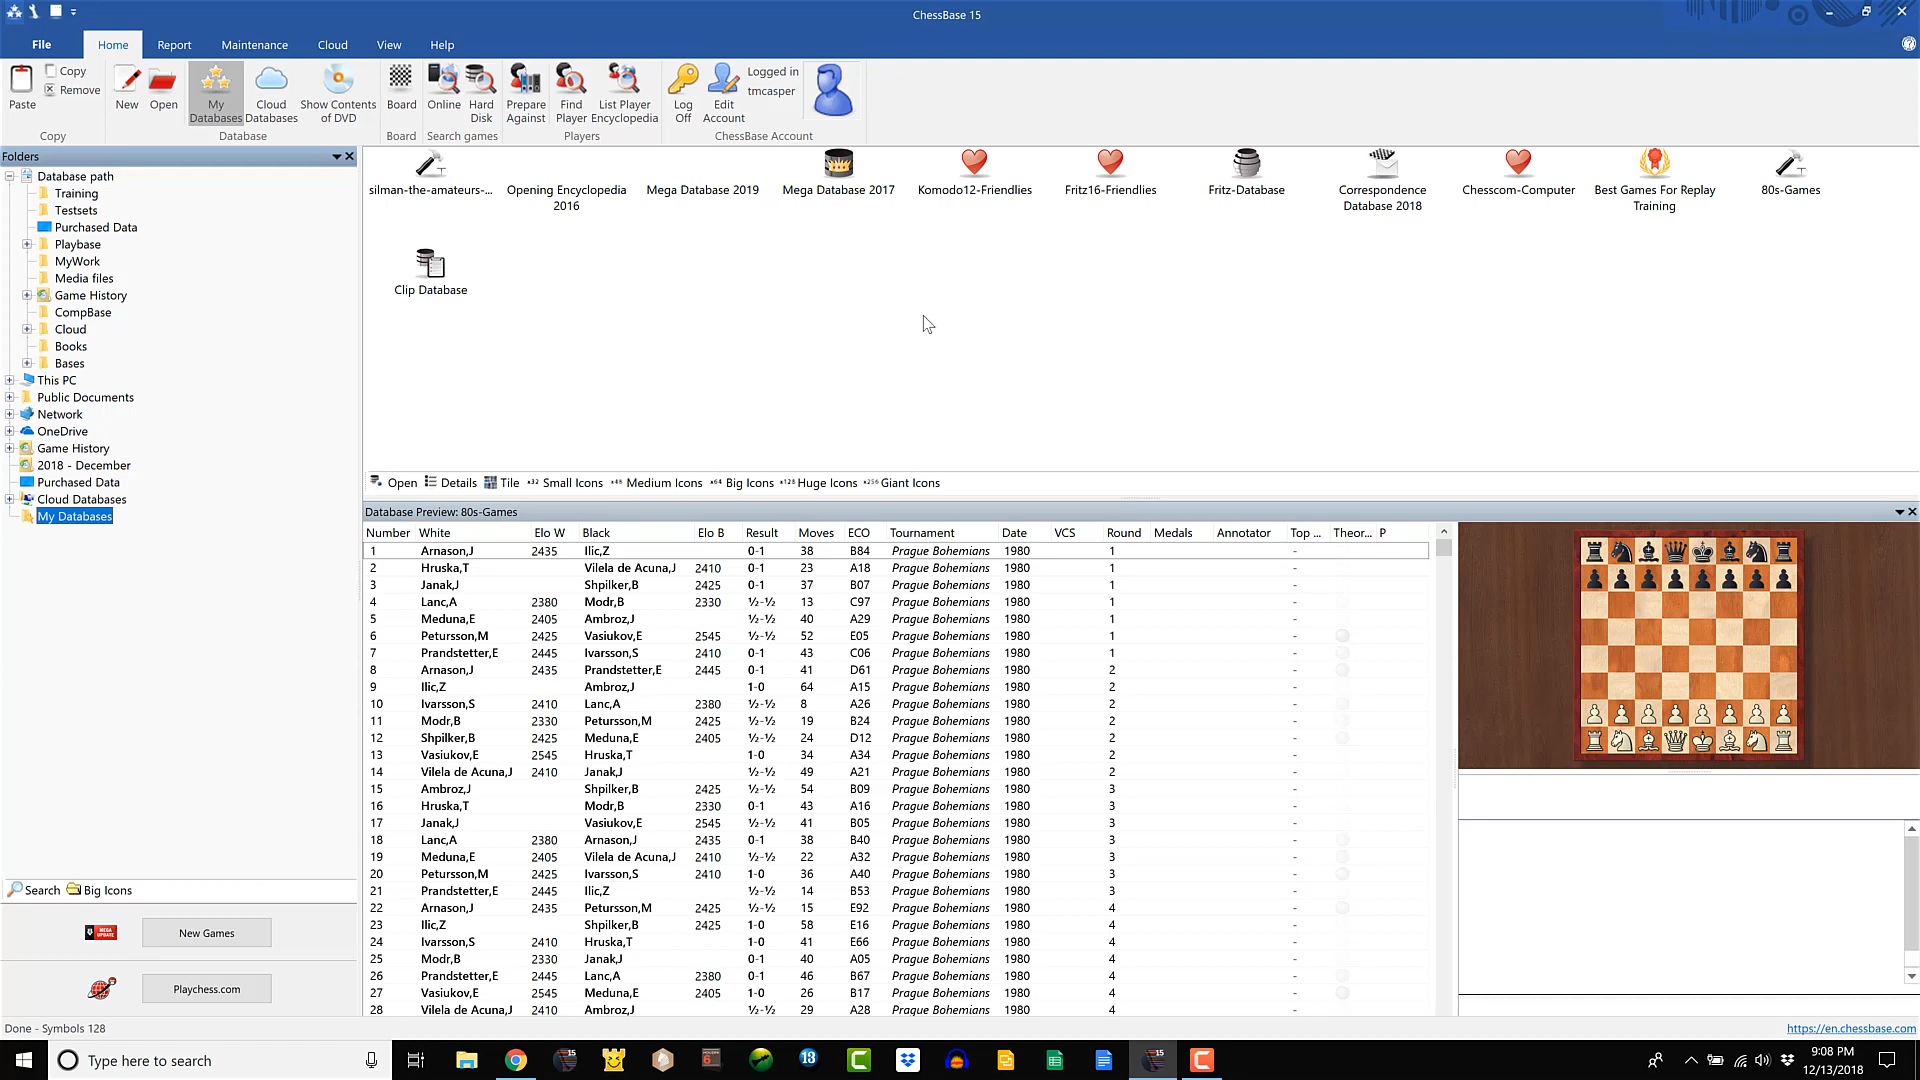 ChessBase 15
File Home Report Maintenance Cloud View Help
Paste Copy Remove New Open My Databases Cloud Databases Show Contents of DVD Board Online Hard Disk Prepare Against Find Player List Player Encyclopedia Log Off Edit Account Logged in tmcasper
Copy Database Board Search games Players ChessBase Account
Folders
Database path
Training
Testsets
Purchased Data
Playbase
MyWork
Media files
Game History
CompBase
Cloud
Books
Bases
This PC
Public Documents
Network
OneDrive
Game History
2018 - December
Purchased Data
Cloud Databases
My Databases
Search Big Icons
New Games
Playchess.com
silman-the-amateurs-...
Opening Encyclopedia 2016
Mega Database 2019
Mega Database 2017
Komodo12-Friendlies
Fritz16-Friendlies
Fritz-Database
Correspondence Database 2018
Chesscom-Computer
Best Games For Replay Training
80s-Games
Clip Database
Open Details Tile x32 Small Icons x48 Medium Icons x64 Big Icons x128 Huge Icons x256 Giant Icons
Database Preview: 80s-Games
Number White Elo W Black Elo B Result Moves ECO Tournament Date VCS Round Medals Annotator Top ... Theor... P
1 Arnason,J 2435 Ilic,Z 0-1 38 B84 Prague Bohemians 1980 1 -
2 Hruska,T Vilela de Acuna,J 2410 0-1 23 A18 Prague Bohemians 1980 1 -
3 Janak,J Shpilker,B 2425 0-1 37 B07 Prague Bohemians 1980 1 -
4 Lanc,A 2380 Modr,B 2330 ½-½ 13 C97 Prague Bohemians 1980 1 -
5 Meduna,E 2405 Ambroz,J ½-½ 40 A29 Prague Bohemians 1980 1 -
6 Petursson,M 2425 Vasiukov,E 2545 ½-½ 52 E05 Prague Bohemians 1980 1 -
7 Prandstetter,E 2445 Ivarsson,S 2410 0-1 43 C06 Prague Bohemians 1980 1 -
8 Arnason,J 2435 Prandstetter,E 2445 0-1 41 D61 Prague Bohemians 1980 2 -
9 Ilic,Z Ambroz,J 1-0 64 A15 Prague Bohemians 1980 2 -
10 Ivarsson,S 2410 Lanc,A 2380 ½-½ 8 A26 Prague Bohemians 1980 2 -
11 Modr,B 2330 Petursson,M 2425 ½-½ 19 B24 Prague Bohemians 1980 2 -
12 Shpilker,B 2425 Meduna,E 2405 ½-½ 24 D12 Prague Bohemians 1980 2 -
13 Vasiukov,E 2545 Hruska,T 1-0 34 A34 Prague Bohemians 1980 2 -
14 Vilela de Acuna,J 2410 Janak,J ½-½ 49 A21 Prague Bohemians 1980 2 -
15 Ambroz,J Shpilker,B 2425 ½-½ 54 B09 Prague Bohemians 1980 3 -
16 Hruska,T Modr,B 2330 0-1 43 A16 Prague Bohemians 1980 3 -
17 Janak,J Vasiukov,E 2545 ½-½ 41 B05 Prague Bohemians 1980 3 -
18 Lanc,A 2380 Arnason,J 2435 0-1 38 B40 Prague Bohemians 1980 3 -
19 Meduna,E 2405 Vilela de Acuna,J 2410 ½-½ 22 A32 Prague Bohemians 1980 3 -
20 Petursson,M 2425 Ivarsson,S 2410 1-0 36 A40 Prague Bohemians 1980 3 -
21 Prandstetter,E 2445 Ilic,Z ½-½ 14 B53 Prague Bohemians 1980 3 -
22 Arnason,J 2435 Petursson,M 2425 ½-½ 15 E92 Prague Bohemians 1980 4 -
23 Ilic,Z Shpilker,B 2425 1-0 58 E16 Prague Bohemians 1980 4 -
24 Ivarsson,S 2410 Hruska,T 1-0 41 E66 Prague Bohemians 1980 4 -
25 Modr,B 2330 Janak,J 0-1 40 A05 Prague Bohemians 1980 4 -
26 Prandstetter,E 2445 Lanc,A 2380 0-1 46 B67 Prague Bohemians 1980 4 -
27 Vasiukov,E 2545 Meduna,E 2405 1-0 26 B17 Prague Bohemians 1980 4 -
28 Vilela de Acuna,J 2410 Ambroz,J ½-½ 29 A28 Prague Bohemians 1980 4 -
Done - Symbols 128
https://en.chessbase.com
Type here to search
9:08 PM
12/13/2018